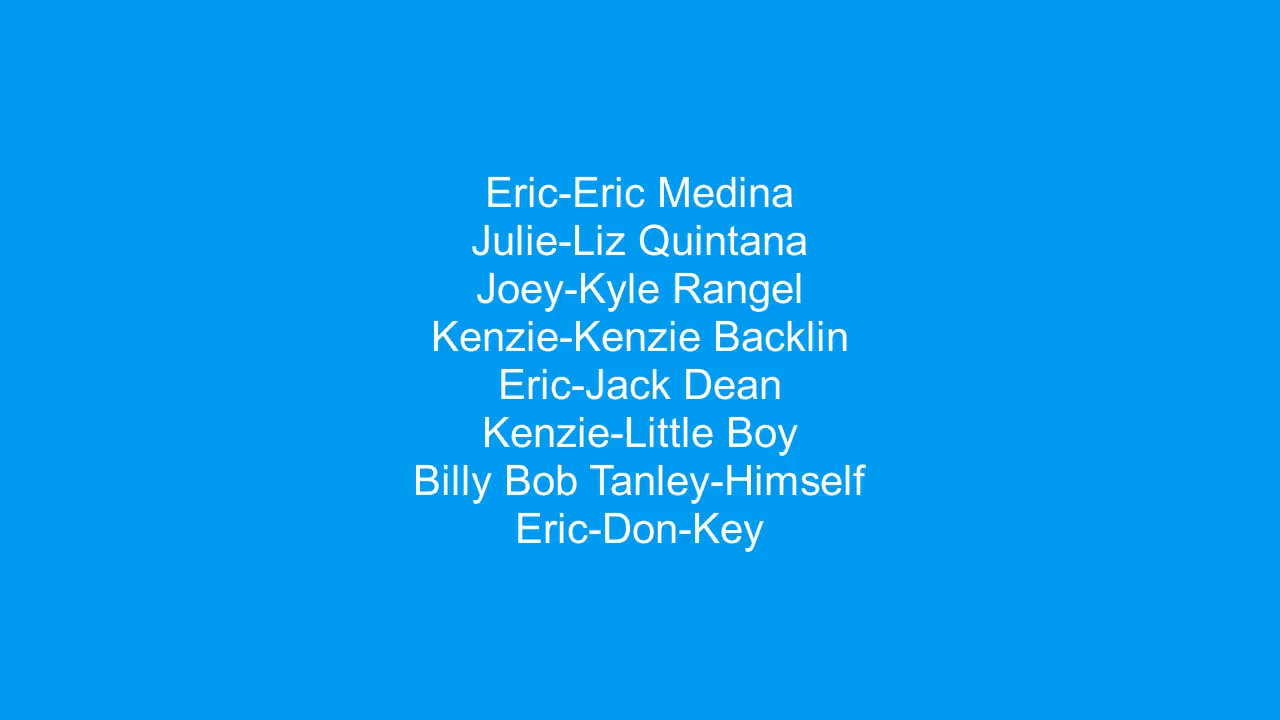 Eric-Eric Medina
Julie-Liz Quintana
Joey-Kyle Rangel
Kenzie-Kenzie Backlin
Eric-Jack Dean
Kenzie-Little Boy
Billy Bob Tanley-Himself
Eric-Don-Key